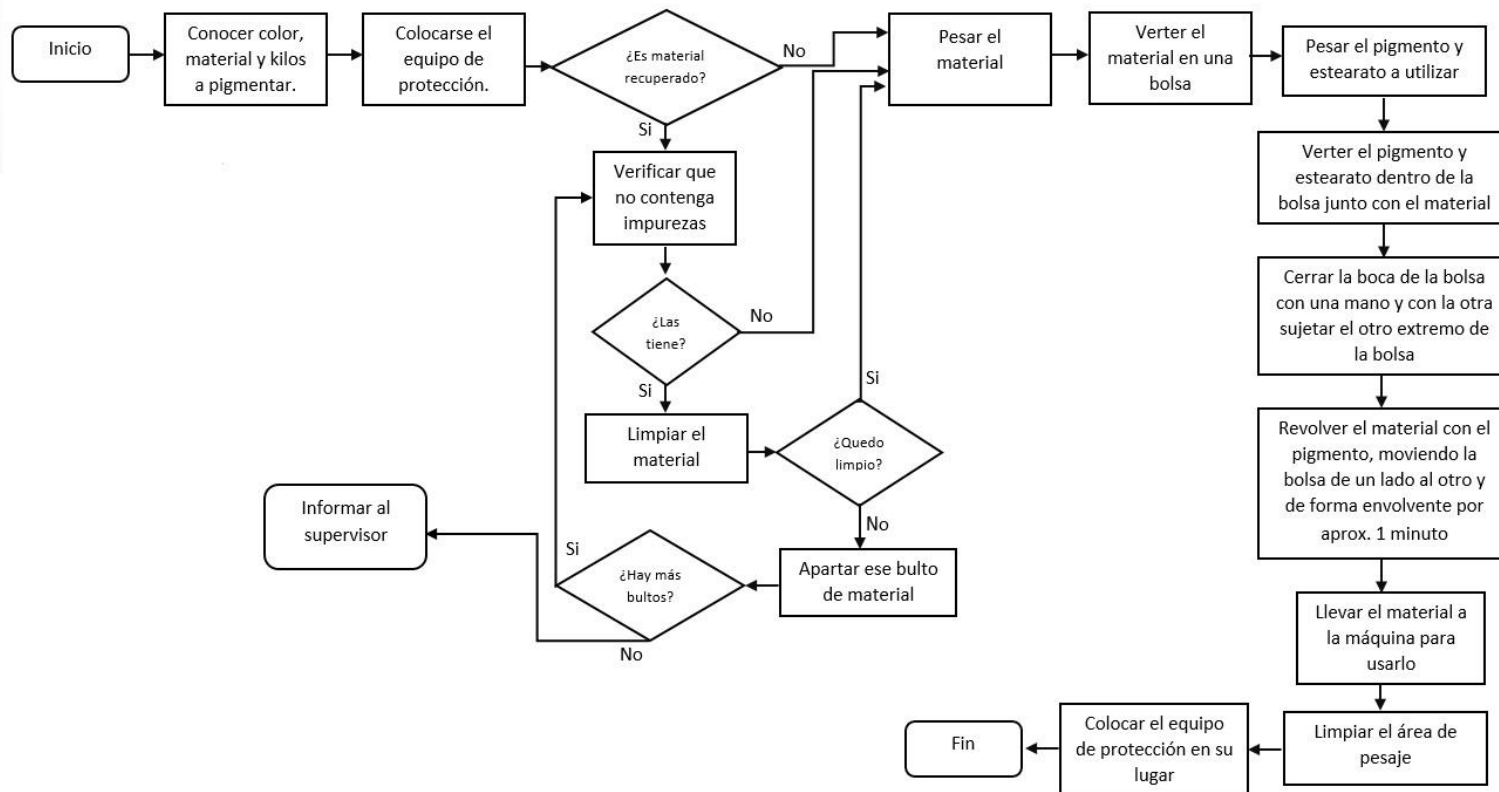 Inicio
Conocer color,
material y kilos
a pigmentar.
Colocarse el
equipo de
protección.
¿Es material
recuperado?
No
Si
Pesar el
material
Verter el
material en una
bolsa
Pesar el pigmento y
estearato a utilizar
Verter el pigmento y
estearato dentro de la
bolsa junto con el material
Cerrar la boca de la bolsa
con una mano y con la otra
sujetar el otro extremo de
la bolsa
Revolver el material con el
pigmento, moviendo la
bolsa de un lado al otro y
de forma envolvente por
aprox. 1 minuto
Llevar el material a
la máquina para
usarlo
Limpiar el área de
pesaje
Colocar el equipo
de protección en su
lugar
Fin
Verificar que
no contenga
impurezas
¿Las
tiene?
No
Si
Limpiar el
material
¿Quedo
limpio?
Si
No
Apartar ese bulto
de material
¿Hay más
bultos?
Si
No
Informar al
supervisor